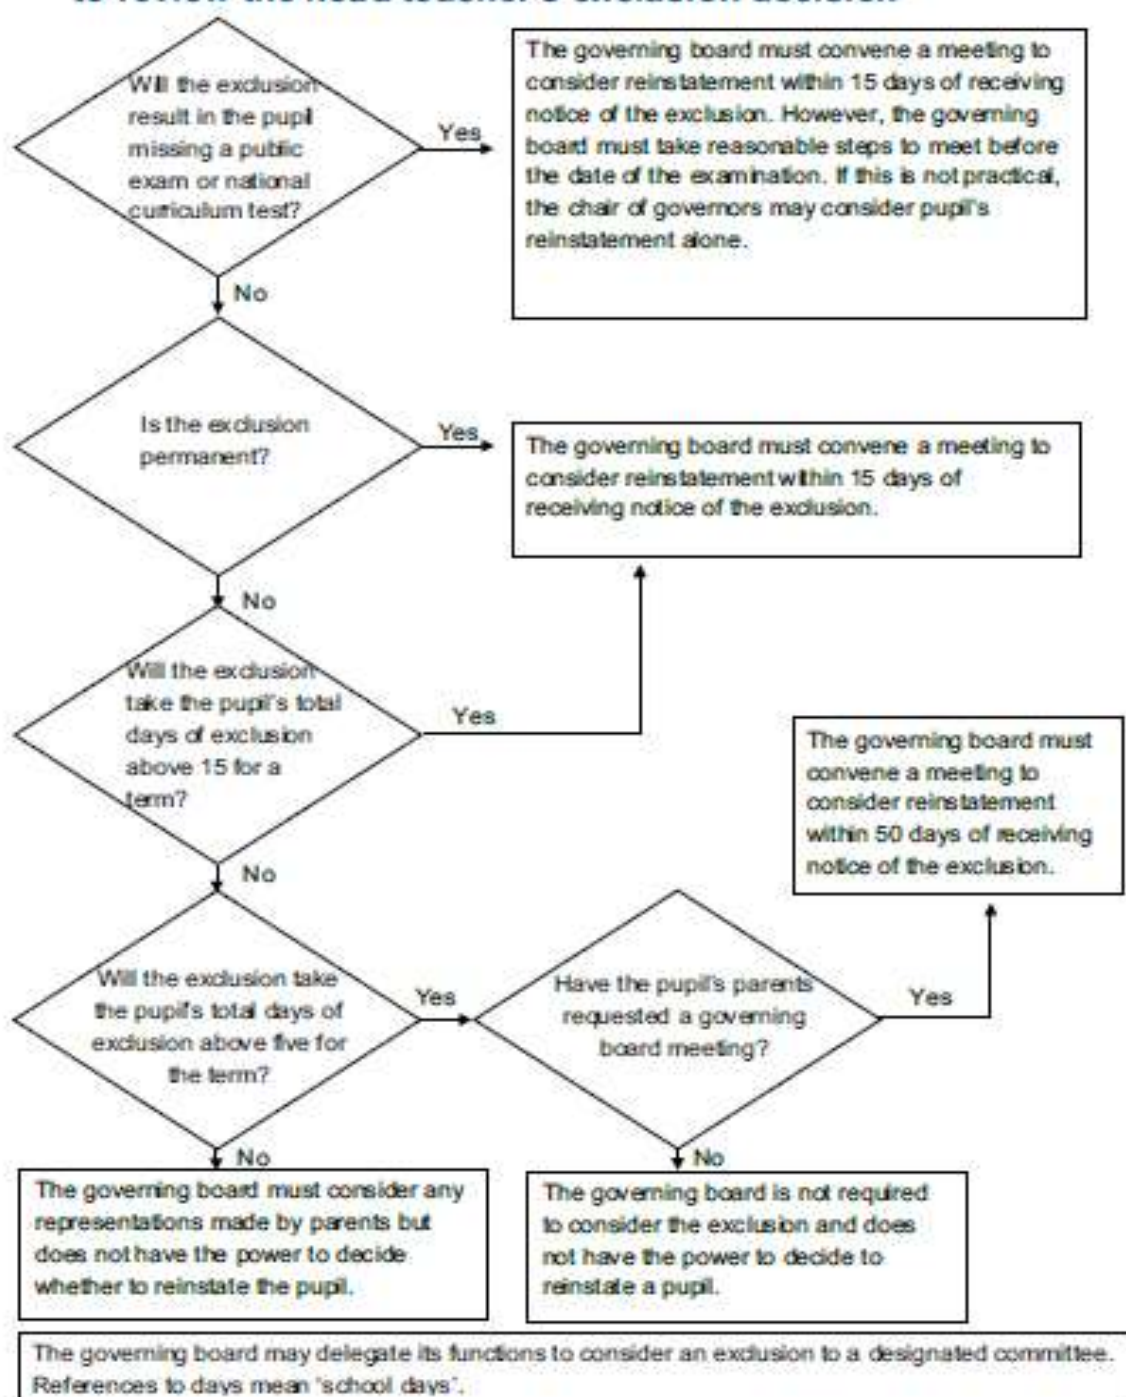 to review the head teacher's exclusion decision
Will the exclusion
result in the pupil
missing a public
exam or national
curriculum test?
Yes
The governing board must convene a meeting to
consider reinstatement within 15 days of receiving
notice of the exclusion. However, the governing
board must take reasonable steps to meet before
the date of the examination. If this is not practical,
the chair of governors may consider pupil's
reinstatement alone.
No
Is the exclusion
permanent?
Yes
The governing board must convene a meeting to
consider reinstatement within 15 days of
receiving notice of the exclusion.
No
Will the exclusion
take the pupil's total
days of exclusion
above 15 for a
term?
Yes
The governing board must
convene a meeting to
consider reinstatement
within 50 days of receiving
notice of the exclusion.
No
Will the exclusion take
the pupil's total days of
exclusion above five for
the term?
Yes
Have the pupil's parents
requested a governing
board meeting?
Yes
No
The governing board must consider any
representations made by parents but
does not have the power to decide
whether to reinstate the pupil.
No
The governing board is not required
to consider the exclusion and does
not have the power to decide to
reinstate a pupil.
The governing board may delegate its functions to consider an exclusion to a designated committee.
References to days mean 'school days'.